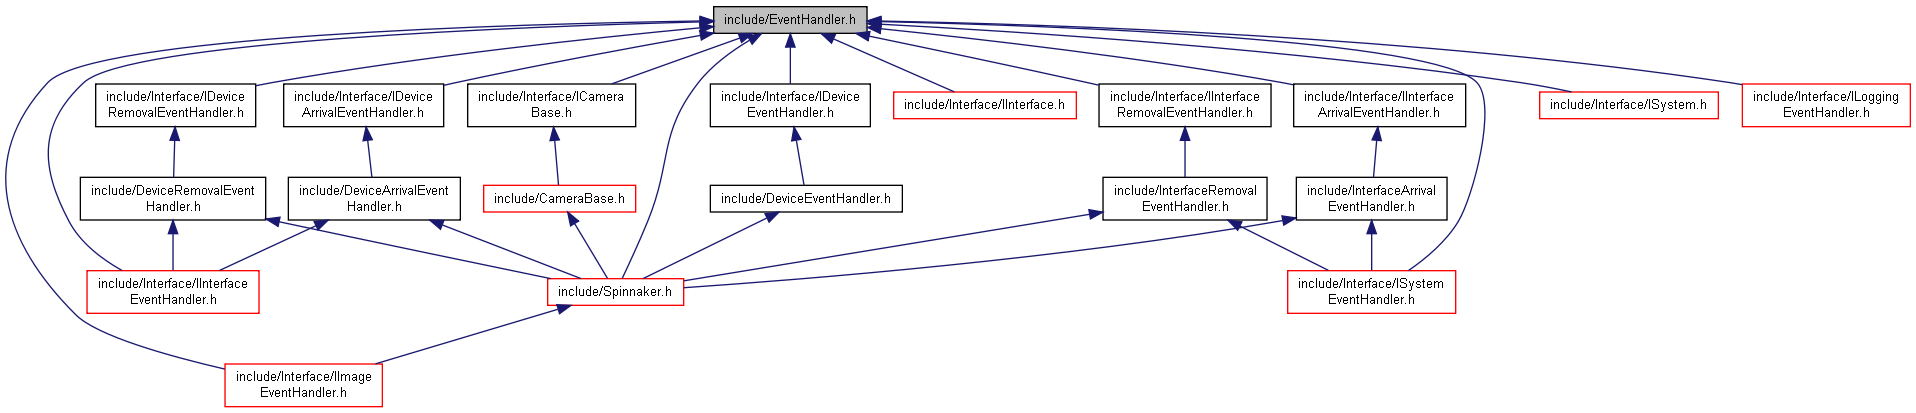 include/EventHandler.h
include/Interface/IDevice
RemovalEventHandler.h
include/Interface/IDevice
ArrivalEventHandler.h
include/Interface/ICamera
Base.h
include/Interface/IDevice
EventHandler.h
include/Interface/IInterface.h
include/Interface/IInterface
RemovalEventHandler.h
include/Interface/IInterface
ArrivalEventHandler.h
include/Interface/ISystem.h
include/Interface/ILogging
EventHandler.h
include/DeviceRemovalEvent
Handler.h
include/DeviceArrivalEvent
Handler.h
include/CameraBase.h
include/DeviceEventHandler.h
include/InterfaceRemoval
EventHandler.h
include/InterfaceArrival
EventHandler.h
include/Interface/IInterface
EventHandler.h
include/Spinnaker.h
include/Interface/ISystem
EventHandler.h
include/Interface/IImage
EventHandler.h